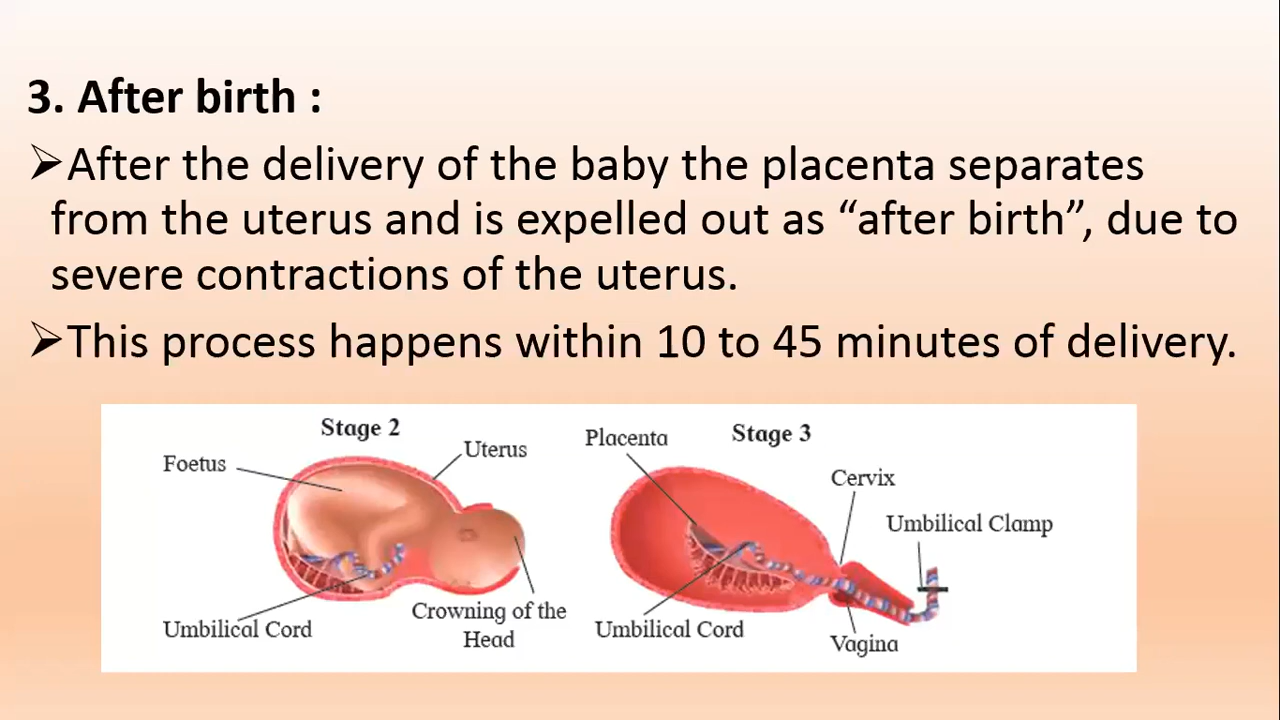 3. After birth :
➢After the delivery of the baby the placenta separates
from the uterus and is expelled out as “after birth”, due to
severe contractions of the uterus.
➢This process happens within 10 to 45 minutes of delivery.
Stage 2
Foetus
Uterus
Umbilical Cord
Crowning of the
Head
Stage 3
Placenta
Cervix
Umbilical Clamp
Umbilical Cord
Vagina